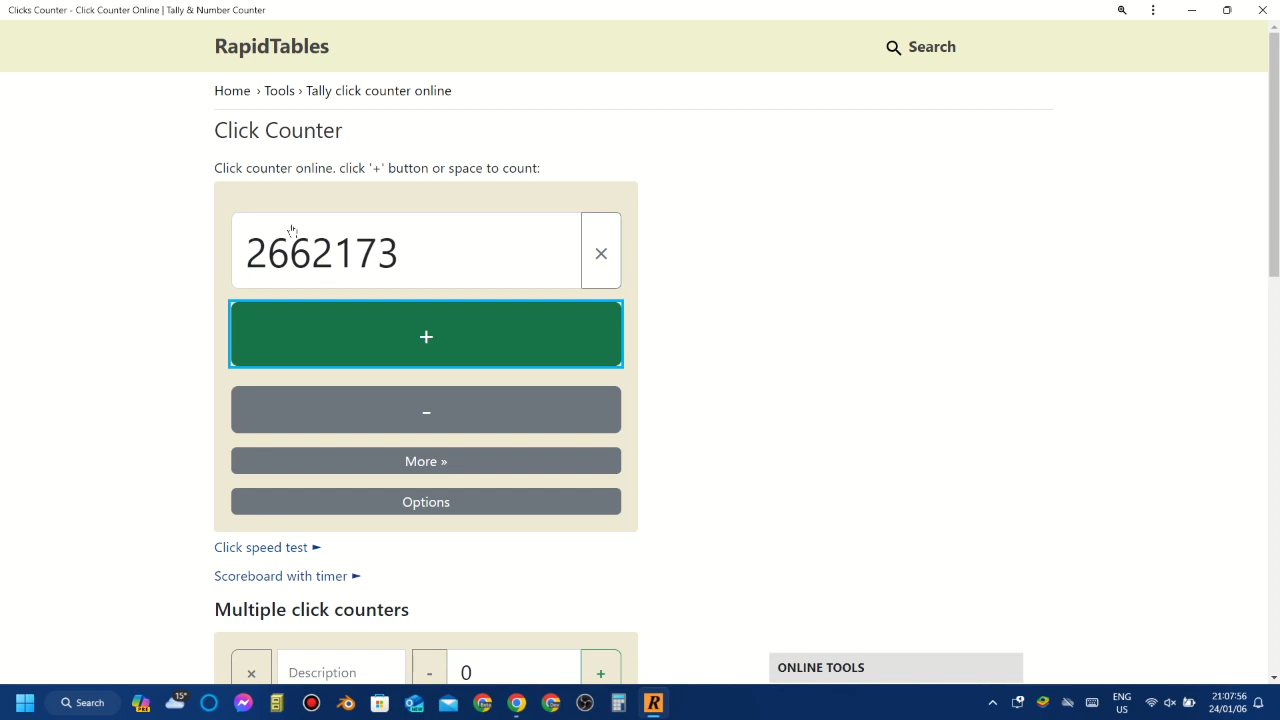 Clicks Counter - Click Counter Online | Tally & Number Counter
RapidTables
Search
Home › Tools › Tally click counter online
Click Counter
Click counter online. click '+' button or space to count:
2662173
×
+
-
More »
Options
Click speed test ►
Scoreboard with timer ►
Multiple click counters
× Description - 0 +
ONLINE TOOLS
Search
15°
Beta
Dev
R
ENG
US
21:07:56
24/01/06